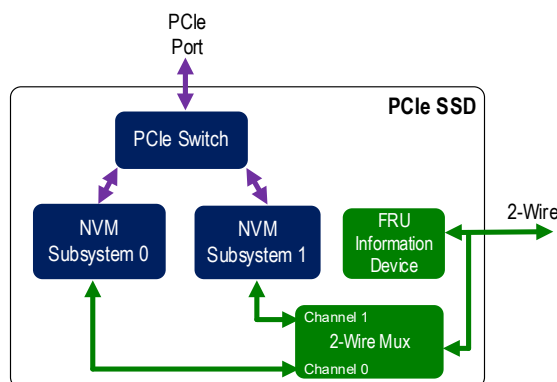 PCIe
Port
PCIe SSD
PCIe Switch
NVM
Subsystem 0
NVM
Subsystem 1
FRU
Information
Device
2-Wire
Channel 1
2-Wire Mux
Channel 0